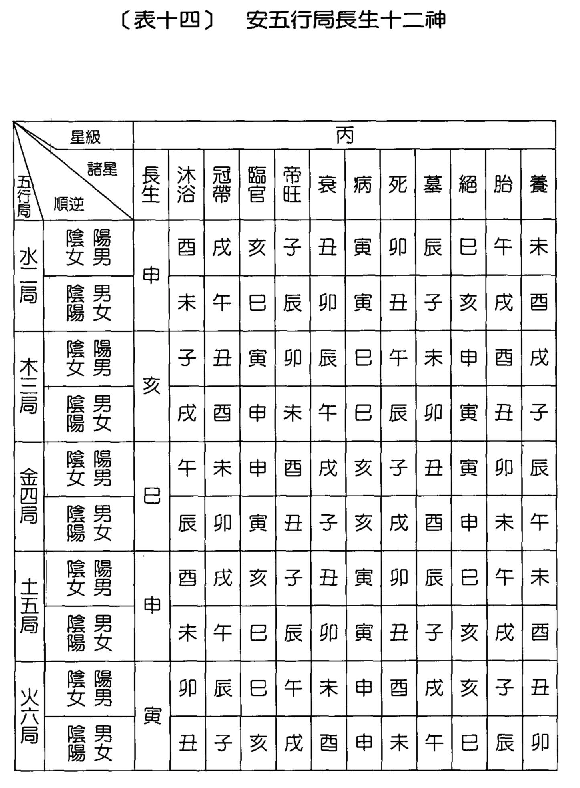 〔表十四〕　安五行局長生十二神
星級 丙
諸星 五行局 順逆 長生 沐浴 冠帶 臨官 帝旺 衰 病 死 墓 絕 胎 養
水二局 陰女 陽男 申 酉 戌 亥 子 丑 寅 卯 辰 巳 午 未
陰男 陽女 未 午 巳 辰 卯 寅 丑 子 亥 戌 酉
木三局 陰女 陽男 亥 子 丑 寅 卯 辰 巳 午 未 申 酉 戌
陰男 陽女 戌 酉 申 未 午 巳 辰 卯 寅 丑 子
金四局 陰女 陽男 巳 午 未 申 酉 戌 亥 子 丑 寅 卯 辰
陰男 陽女 辰 卯 寅 丑 子 亥 戌 酉 申 未 午
土五局 陰女 陽男 申 酉 戌 亥 子 丑 寅 卯 辰 巳 午 未
陰男 陽女 未 午 巳 辰 卯 寅 丑 子 亥 戌 酉
火六局 陰女 陽男 寅 卯 辰 巳 午 未 申 酉 戌 亥 子 丑
陰男 陽女 丑 子 亥 戌 酉 申 未 午 巳 辰 卯